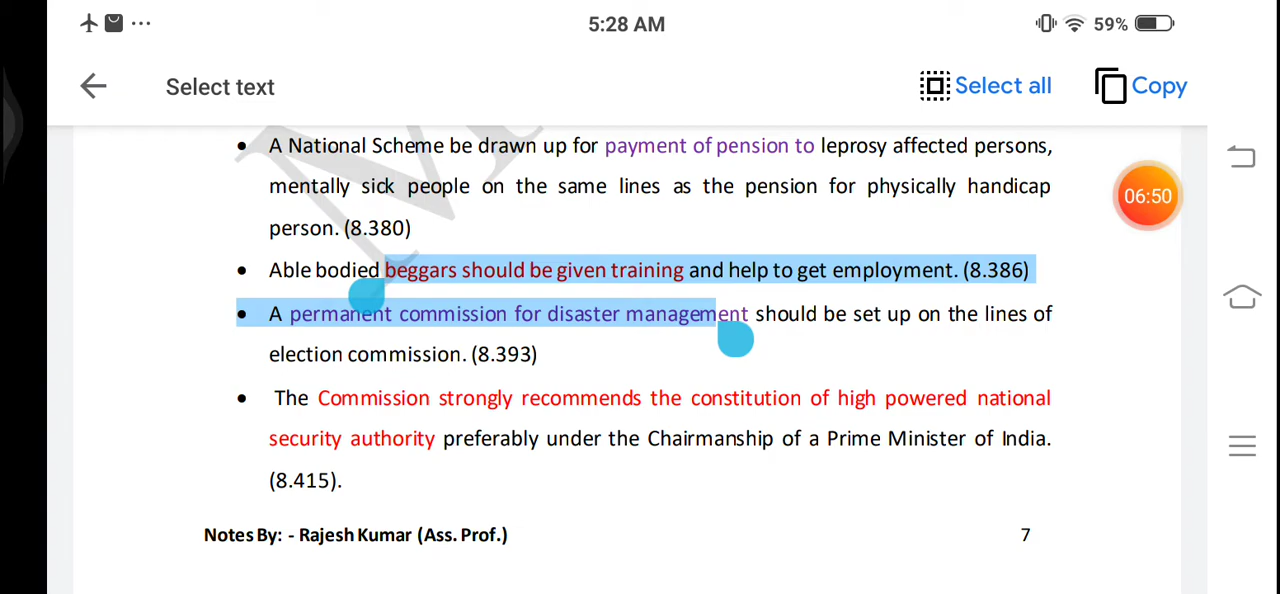 5:28 AM
59%
Select text
Select all
Copy
• A National Scheme be drawn up for payment of pension to leprosy affected persons,
mentally sick people on the same lines as the pension for physically handicap
person. (8.380)
06:50
• Able bodied beggars should be given training and help to get employment. (8.386)
• A permanent commission for disaster management should be set up on the lines of
election commission. (8.393)
• The Commission strongly recommends the constitution of high powered national
security authority preferably under the Chairmanship of a Prime Minister of India.
(8.415).
Notes By: - Rajesh Kumar (Ass. Prof.)
7